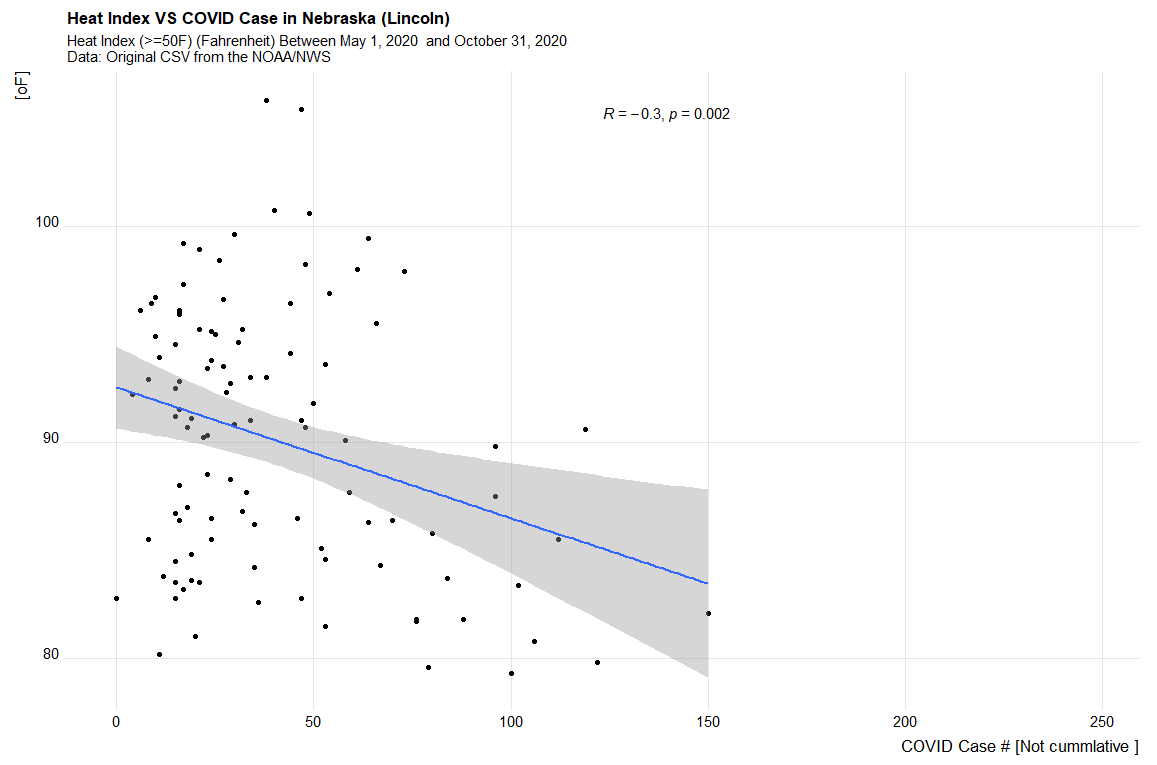 Heat Index VS COVID Case in Nebraska (Lincoln)
Heat Index (>=50F) (Fahrenheit) Between May 1, 2020  and October 31, 2020
Data: Original CSV from the NOAA/NWS
[oF]
R = −0.3, p = 0.002
100
90
80
0 50 100 150 200 250
COVID Case # [Not cummlative ]